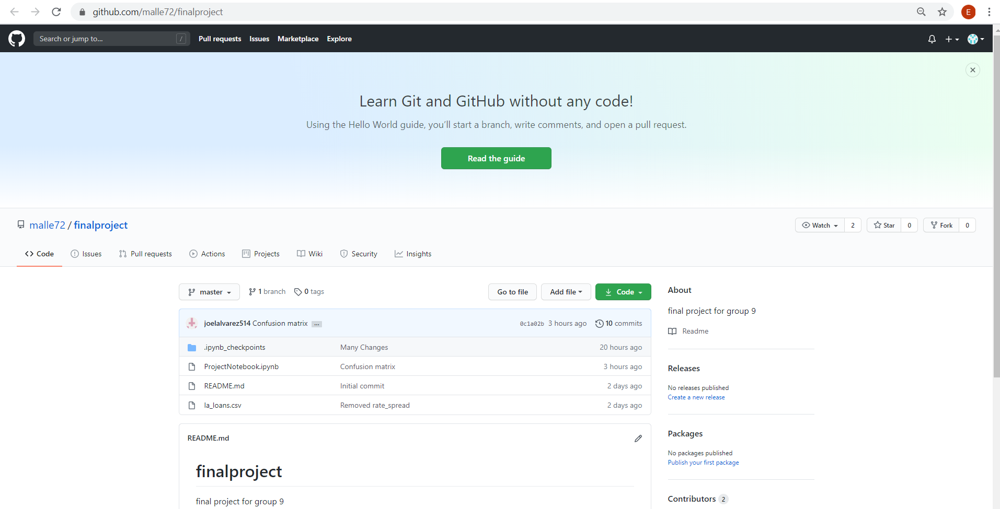 github.com/malle72/finalproject
E
Search or jump to...
/
Pull requests Issues Marketplace Explore
Learn Git and GitHub without any code!
Using the Hello World guide, you’ll start a branch, write comments, and open a pull request.
Read the guide
malle72 / finalproject
Watch 2 Star 0 Fork 0
Code Issues Pull requests Actions Projects Wiki Security Insights
master 1 branch 0 tags Go to file Add file Code
joelalvarez514 Confusion matrix ... 0c1a02b 3 hours ago 10 commits
.ipynb_checkpoints Many Changes 20 hours ago
ProjectNotebook.ipynb Confusion matrix 3 hours ago
README.md Initial commit 2 days ago
la_loans.csv Removed rate_spread 2 days ago
README.md
finalproject
final project for group 9
About
final project for group 9
Readme
Releases
No releases published
Create a new release
Packages
No packages published
Publish your first package
Contributors 2